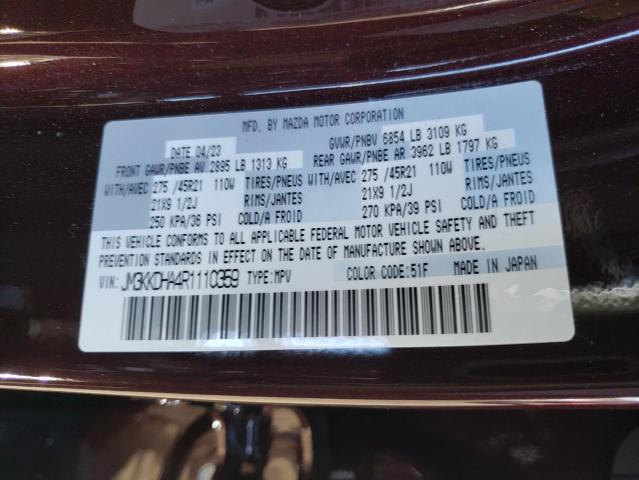 MFD. BY MAZDA MOTOR CORPORATION
DATE 04/23 GVWR/PNBV 6854 LB 3109 KG
FRONT GAWR/PNBE AV 2895 LB 1313 KG REAR GAWR/PNBE AR 3962 LB 1797 KG
WITH/AVEC 275 /45R21 110W TIRES/PNEUS WITH/AVEC 275 /45R21 110W TIRES/PNEUS
21X9 1/2J RIMS/JANTES 21X9 1/2J RIMS/JANTES
250 KPA/36 PSI COLD/A FROID 270 KPA/39 PSI COLD/A FROID
THIS VEHICLE CONFORMS TO ALL APPLICABLE FEDERAL MOTOR VEHICLE SAFETY AND THEFT
PREVENTION STANDARDS IN EFFECT ON THE DATE OF MANUFACTURE SHOWN ABOVE.
VIN: JM3KKDHA4R1110359 TYPE:MPV COLOR CODE:51F MADE IN JAPAN